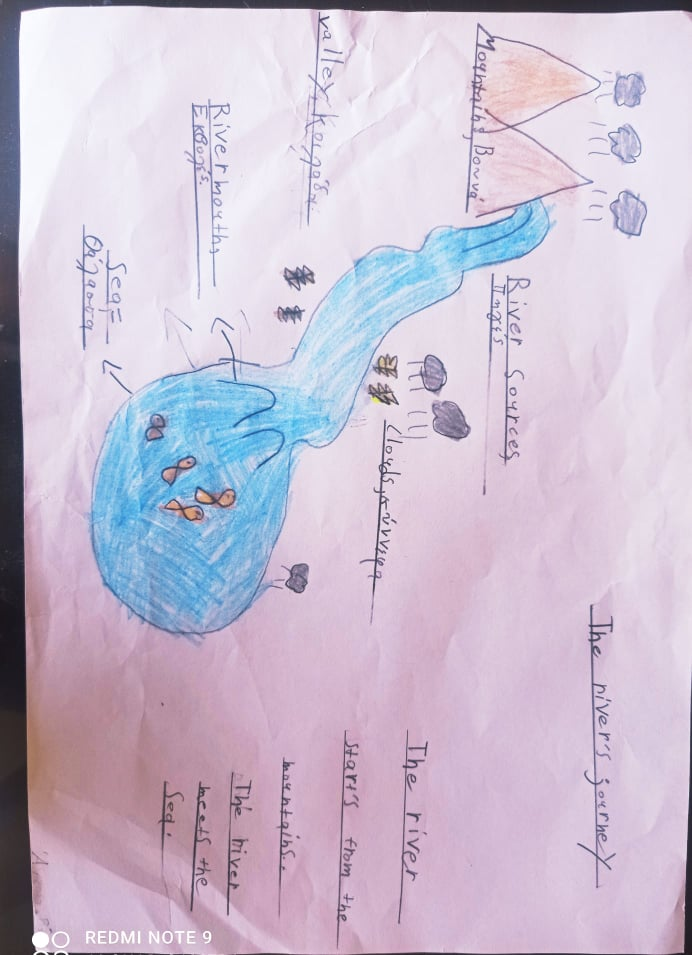 The river's journey
Mountains, Βουνά
River sources,
Πηγές
Clouds, σύννεφα
valley, Κοιλάδα
River mouths,
Εκβολές
Sea=
Θάλασσα
The river
starts from the
mountains.
The river
meets the
Sea.
REDMI NOTE 9